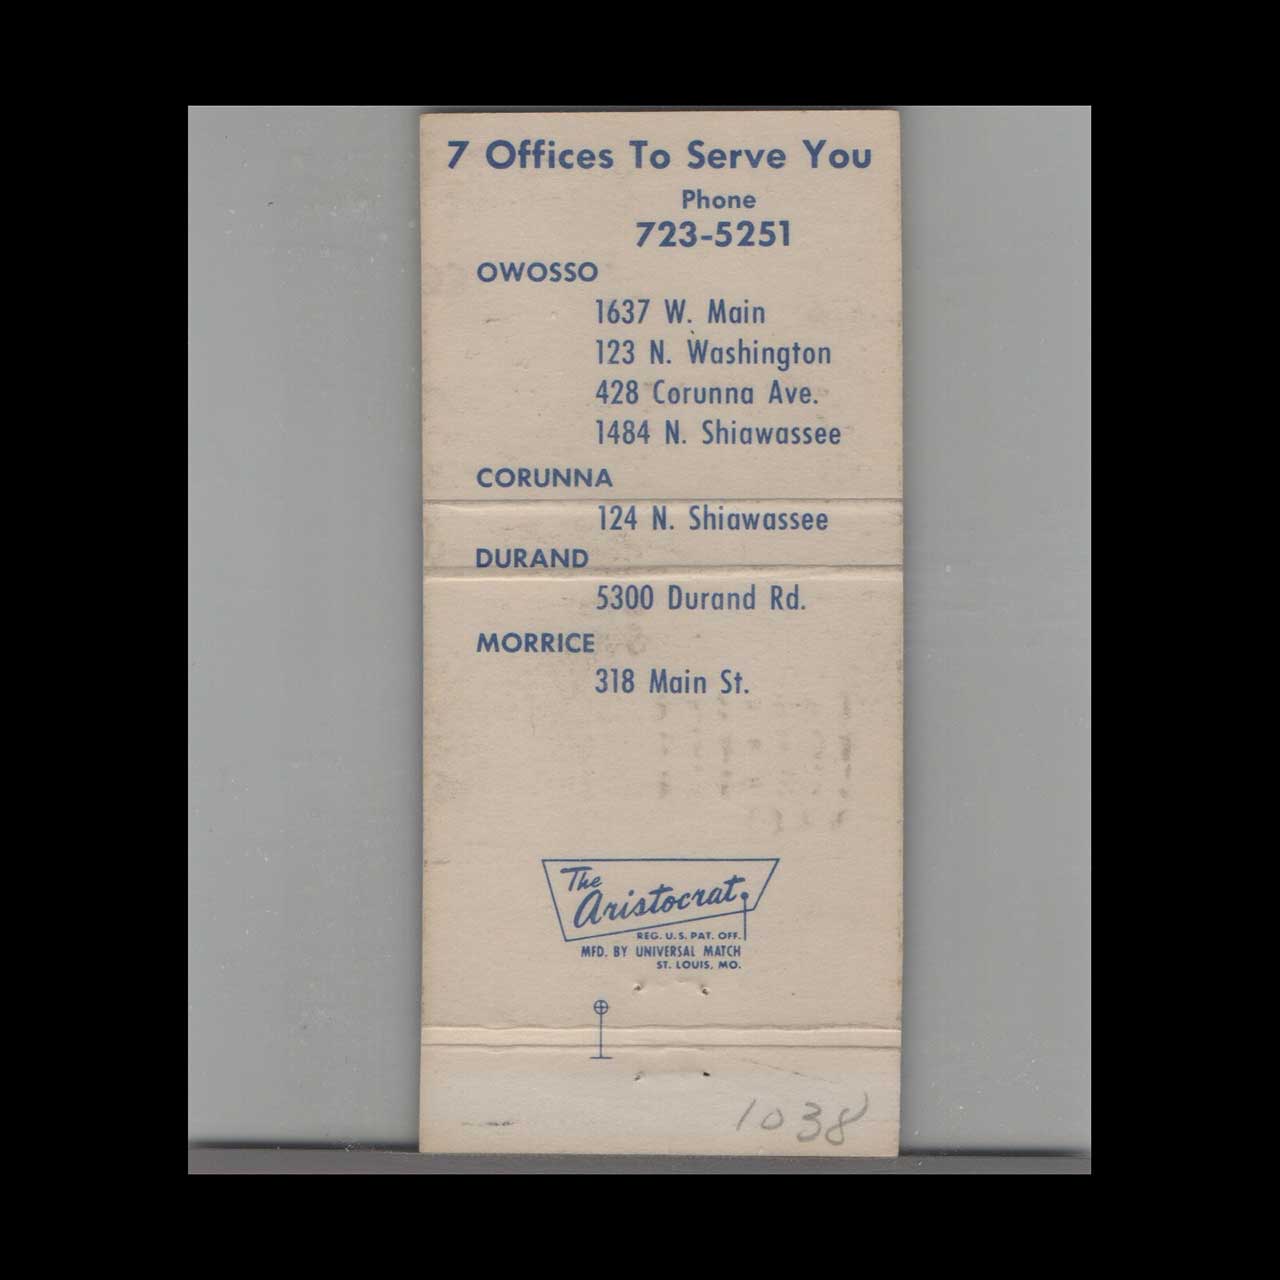 7 Offices To Serve You
Phone
723-5251
OWOSSO
1637 W. Main
123 N. Washington
428 Corunna Ave.
1484 N. Shiawassee
CORUNNA
124 N. Shiawassee
DURAND
5300 Durand Rd.
MORRICE
318 Main St.
The
Aristocrat
REG. U.S. PAT. OFF.
MFD. BY UNIVERSAL MATCH
ST. LOUIS, MO.
1038